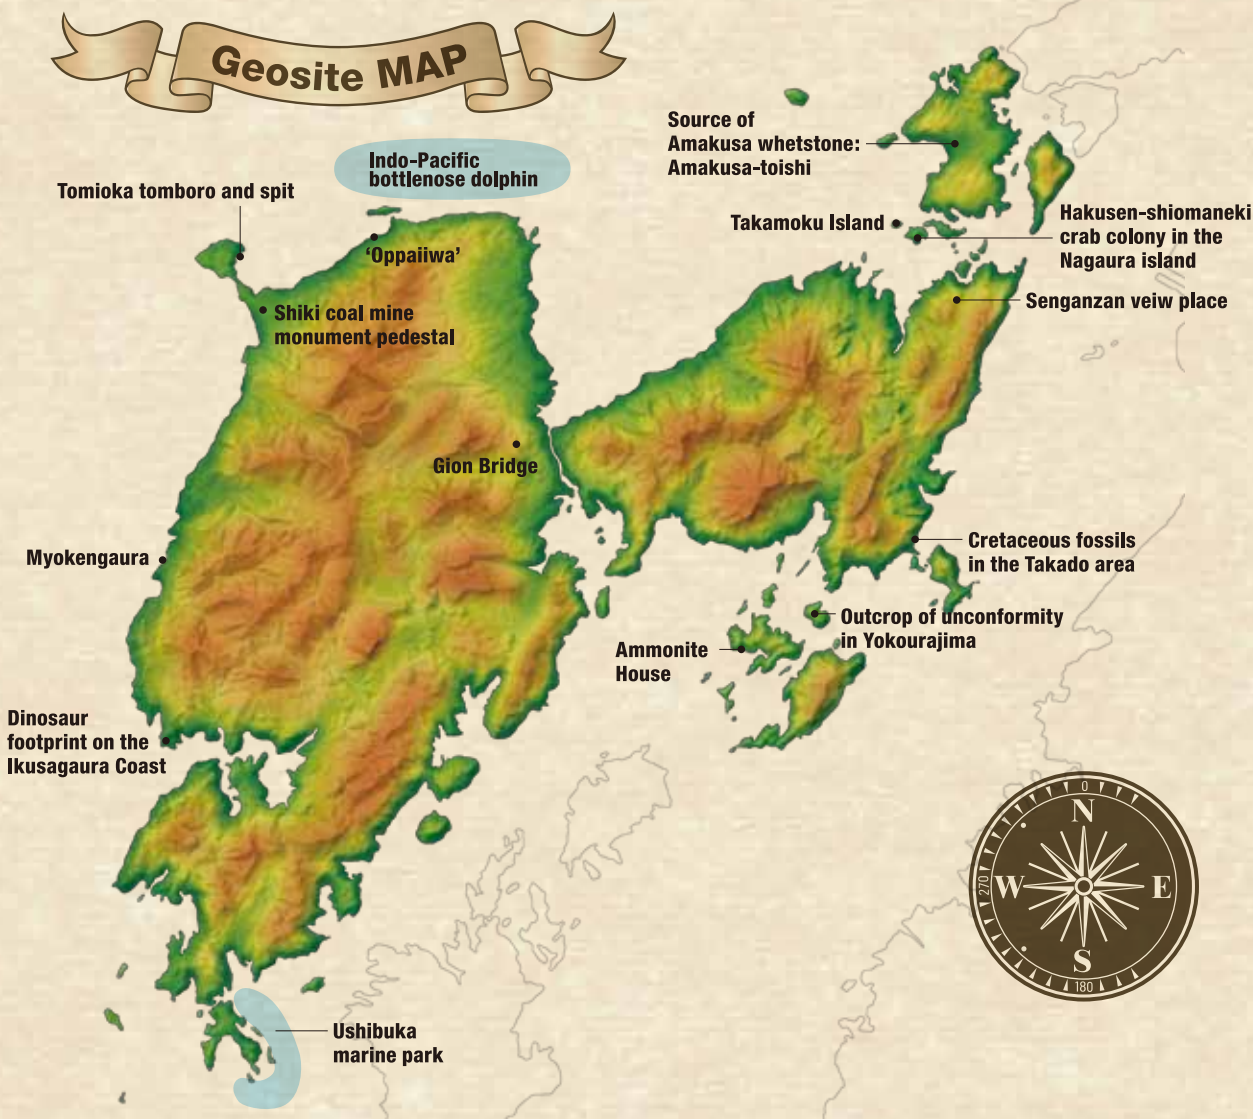 Geosite MAP
Indo-Pacific
bottlenose dolphin
Tomioka tomboro and spit
Source of
Amakusa whetstone:
Amakusa-toishi
Takamoku Island
Hakusen-shiomaneki
crab colony in the
Nagaura island
'Oppaiiwa'
Senganzan veiw place
Shiki coal mine
monument pedestal
Gion Bridge
Myokengaura
Cretaceous fossils
in the Takado area
Outcrop of unconformity
in Yokourajima
Ammonite
House
Dinosaur
footprint on the
Ikusagaura Coast
0
N
270
W
E
S
180
Ushibuka
marine park